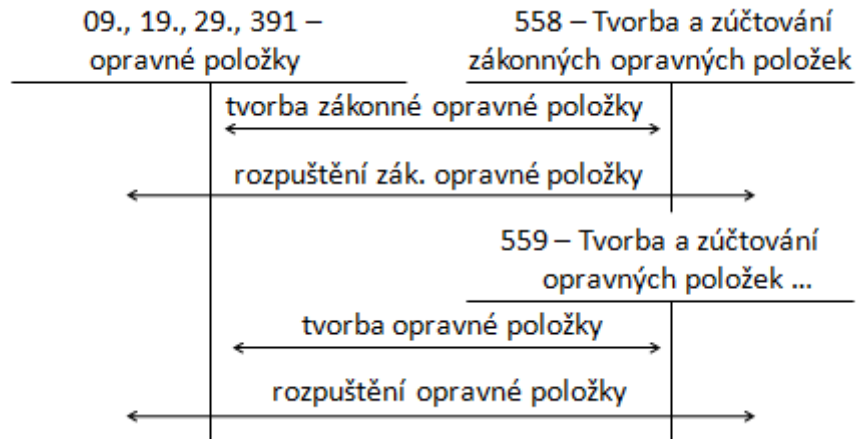 09., 19., 29., 391 –
opravné položky
558 – Tvorba a zúčtování
zákonných opravných položek
tvorba zákonné opravné položky
rozpuštění zák. opravné položky
559 – Tvorba a zúčtování
opravných položek ...
tvorba opravné položky
rozpuštění opravné položky